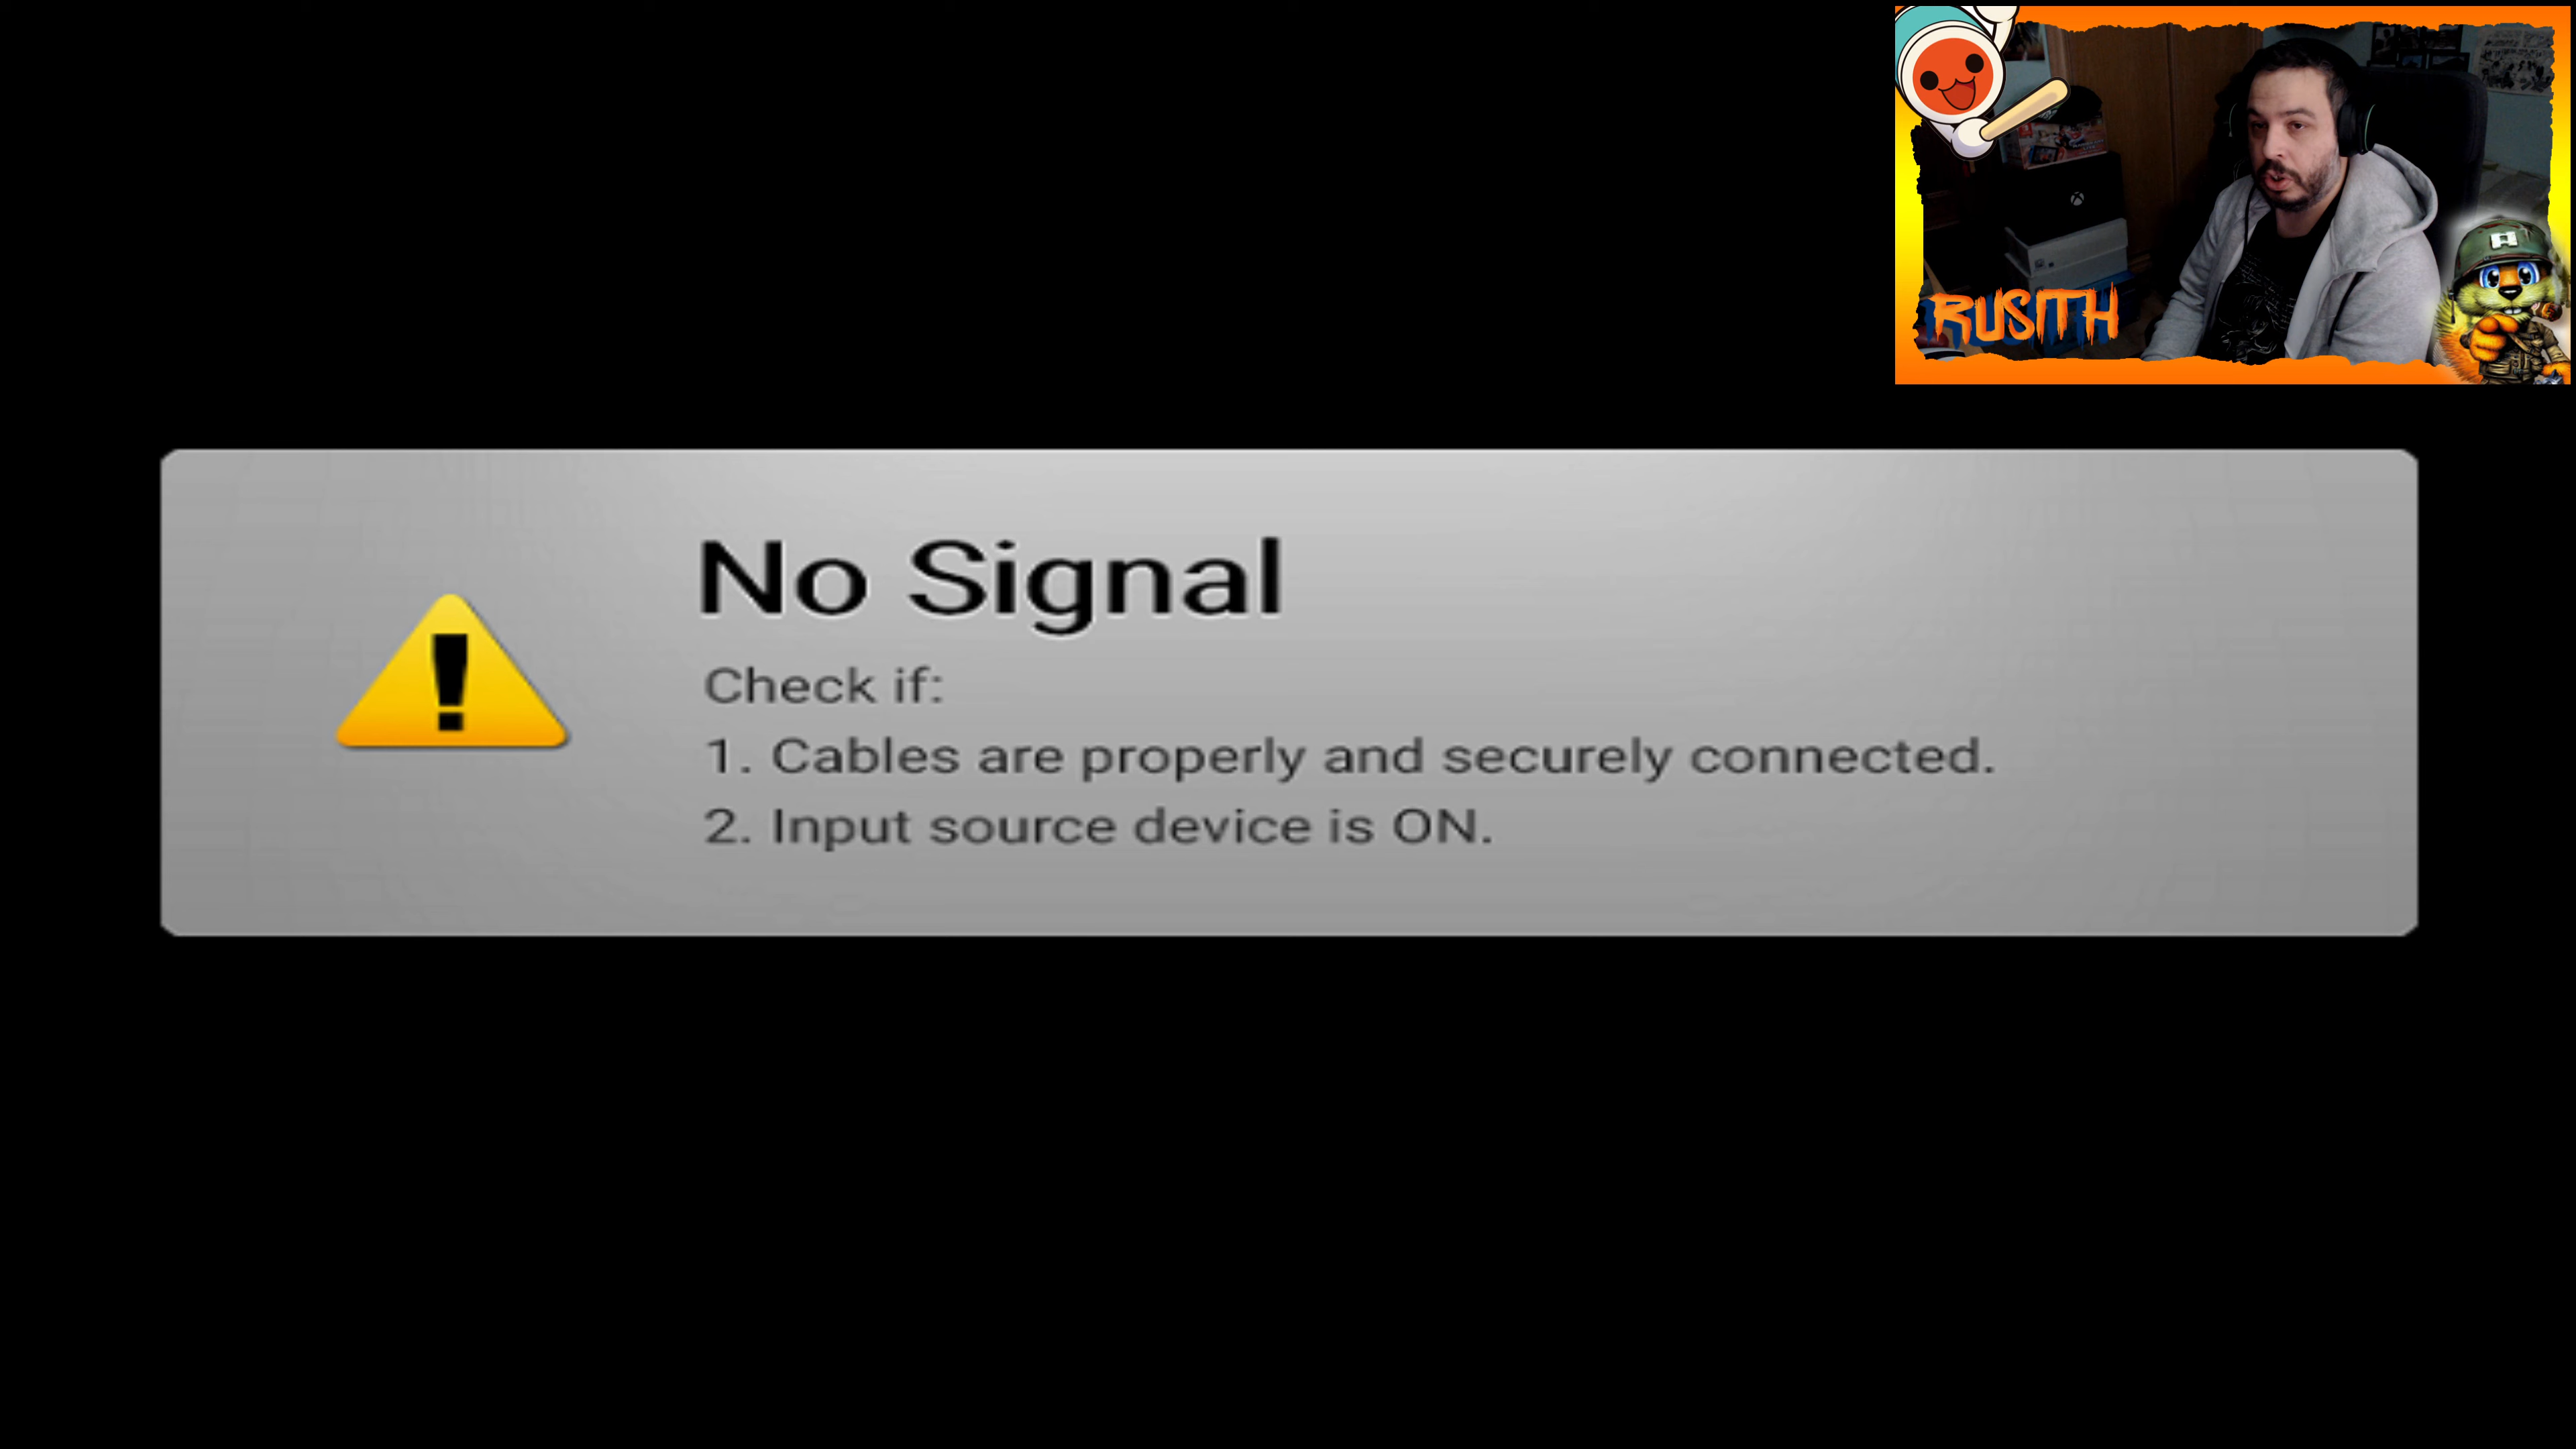 RUSITH
No Signal
Check if:
1. Cables are properly and securely connected.
2. Input source device is ON.